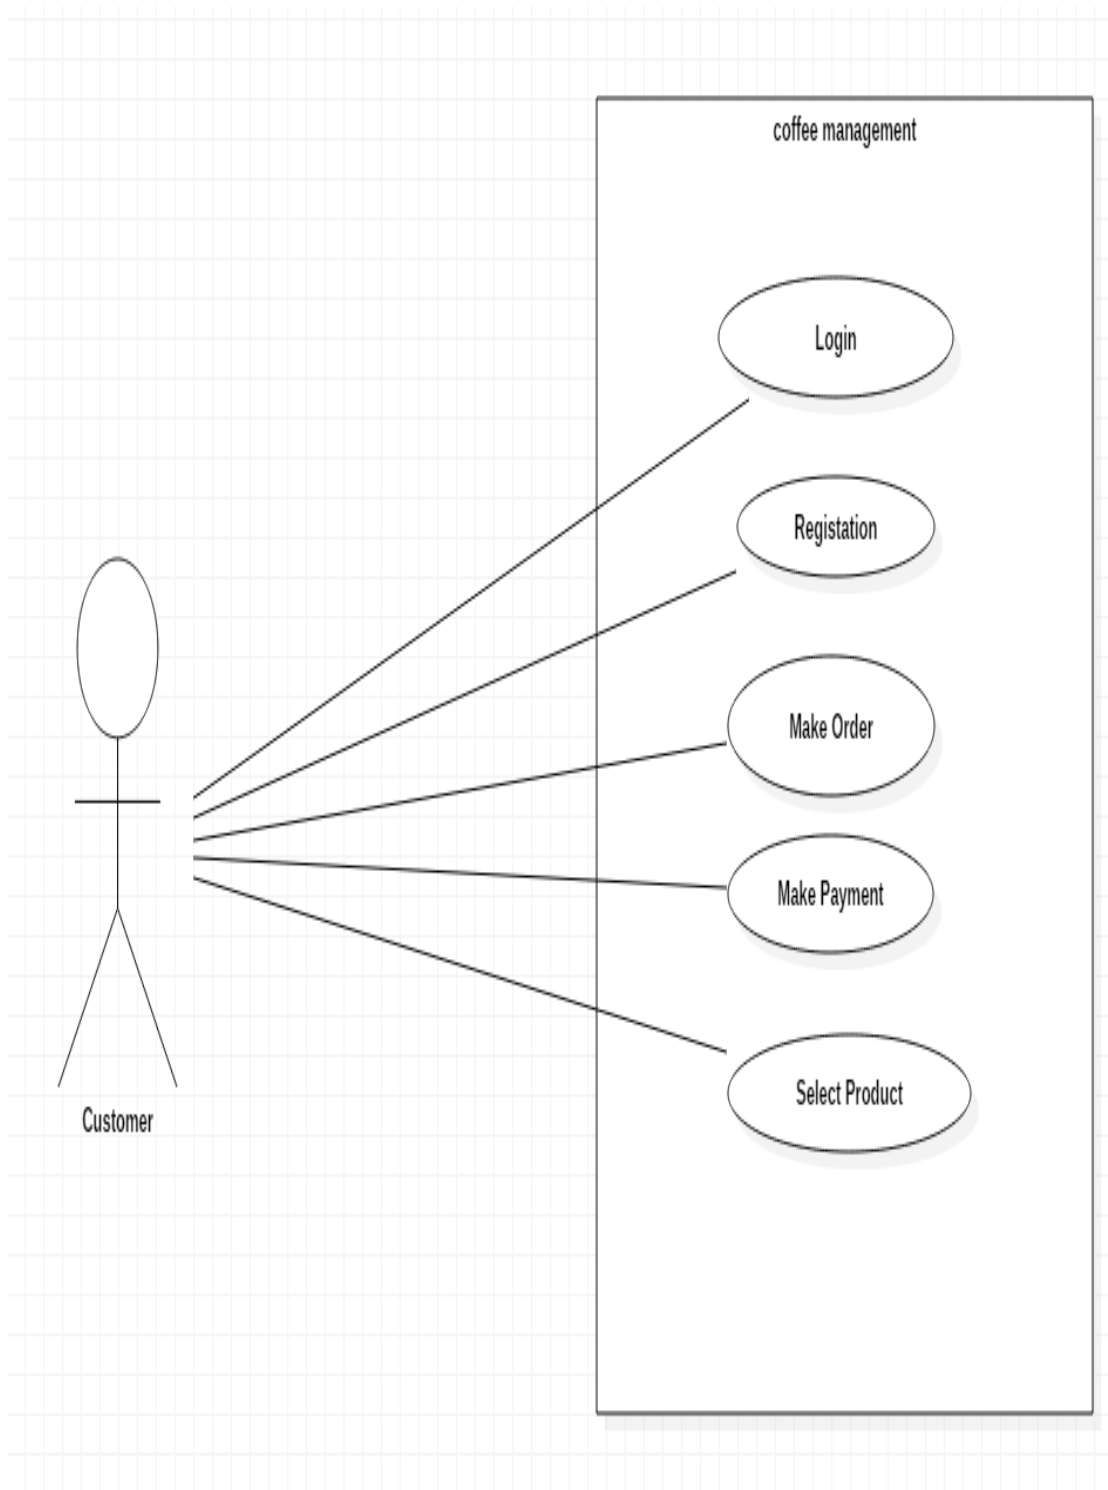 coffee management
Login
Registation
Make Order
Make Payment
Select Product
Customer